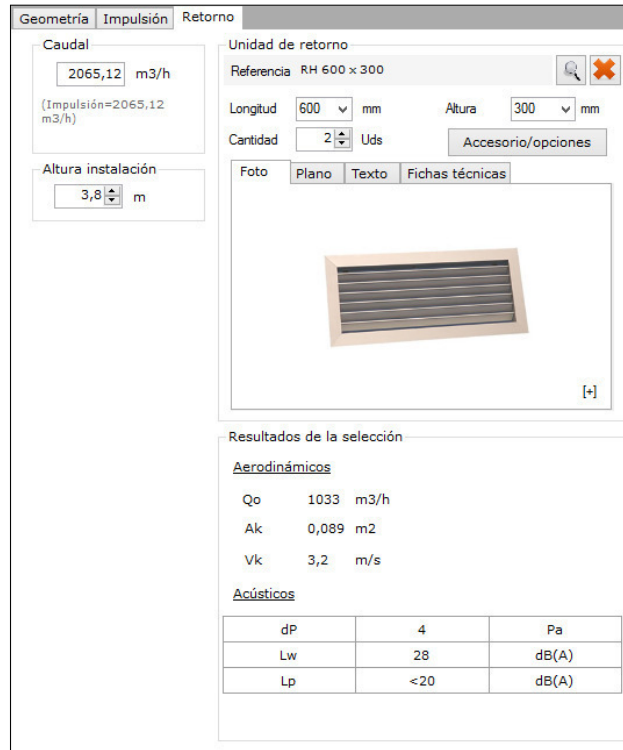 Geometría Impulsión Retorno
Caudal
2065,12 m3/h
(Impulsión=2065,12
m3/h)
Altura instalación
3,8 m
Unidad de retorno
Referencia RH 600 x 300
Longitud 600 mm Altura 300 mm
Cantidad 2 Uds Accesorio/opciones
Foto Plano Texto Fichas técnicas
[+]
Resultados de la selección
Aerodinámicos
Qo 1033 m3/h
Ak 0,089 m2
Vk 3,2 m/s
Acústicos
dP 4 Pa
Lw 28 dB(A)
Lp <20 dB(A)